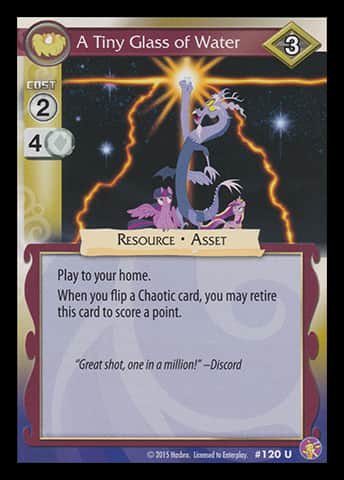 A Tiny Glass of Water
3
COST
2
4
Resource • Asset
Play to your home.
When you flip a Chaotic card, you may retire
this card to score a point.
"Great shot, one in a million!" –Discord
© 2015 Hasbro. Licensed to Enterplay.
#120 U